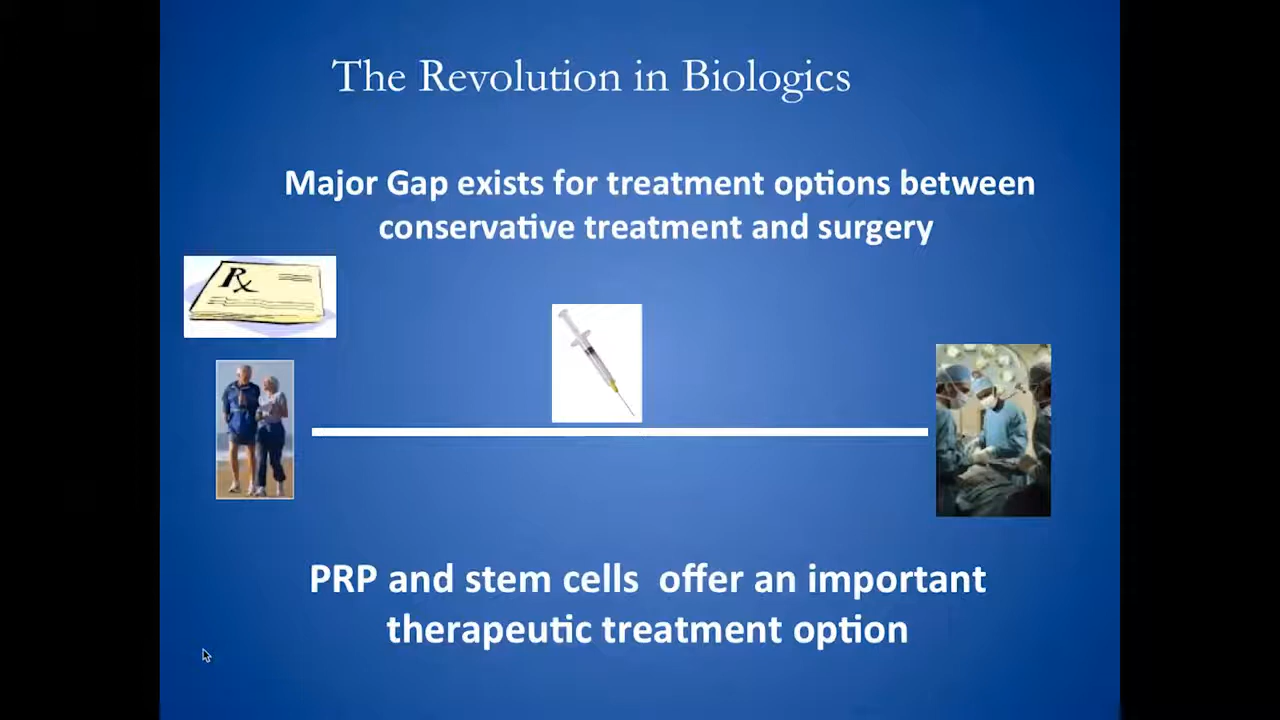 The Revolution in Biologics
Major Gap exists for treatment options between
conservative treatment and surgery
Rx
PRP and stem cells offer an important
therapeutic treatment option